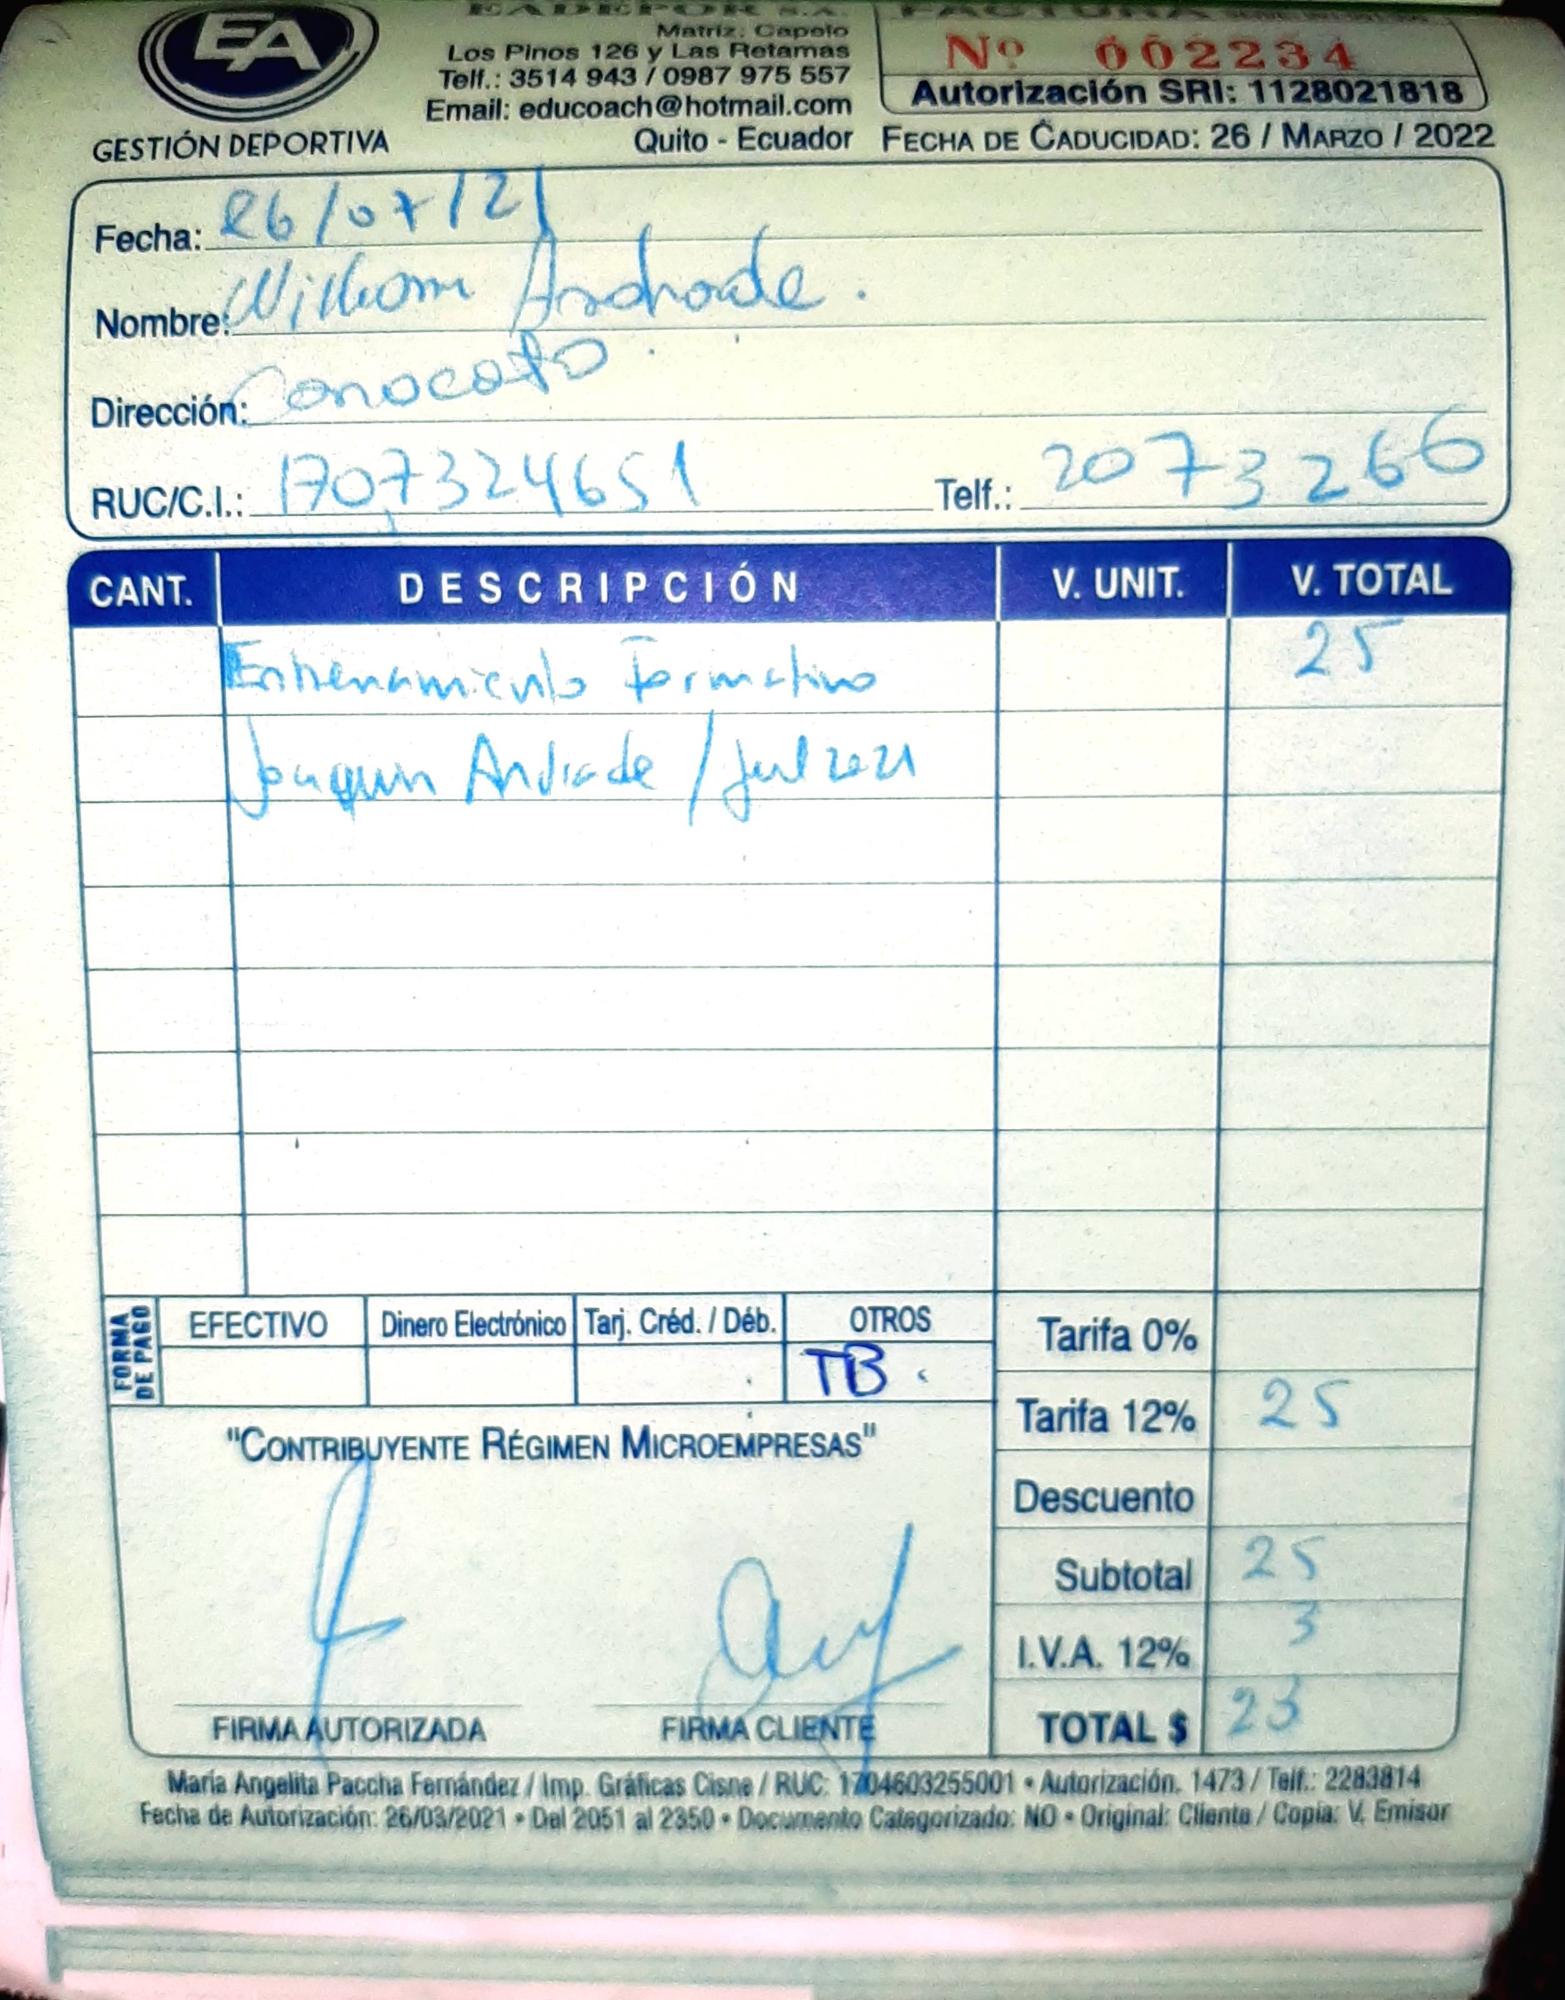 EA
GESTIÓN DEPORTIVA
EADEPOR S.A.
Matriz: Capelo
Los Pinos 126 y Las Retamas
Telf.: 3514 943 / 0987 975 557
Email: educoach@hotmail.com
Quito - Ecuador
FACTURA
Nº 002234
Autorización SRI: 1128021818
FECHA DE CADUCIDAD: 26 / MARZO / 2022
Fecha: 26/07/21
Nombre: William Andrade.
Dirección: Conocoto
RUC/C.I.: 1707324651 Telf.: 2073266
CANT. DESCRIPCIÓN V. UNIT. V. TOTAL
Entrenamiento Formativo 25
Joaquin Andrade / Jul 2021
FORMA DE PAGO
EFECTIVO Dinero Electrónico Tarj. Créd. / Déb. OTROS
TB.
Tarifa 0%
Tarifa 12% 25
Descuento
Subtotal 25
I.V.A. 12% 3
TOTAL $ 23
"CONTRIBUYENTE RÉGIMEN MICROEMPRESAS"
FIRMA AUTORIZADA FIRMA CLIENTE
María Angelita Paccha Fernández / Imp. Gráficas Cisne / RUC: 1704603255001 • Autorización. 1473 / Telf.: 2283814
Fecha de Autorización: 26/03/2021 • Del 2051 al 2350 • Documento Categorizado: NO • Original: Cliente / Copia: V. Emisor